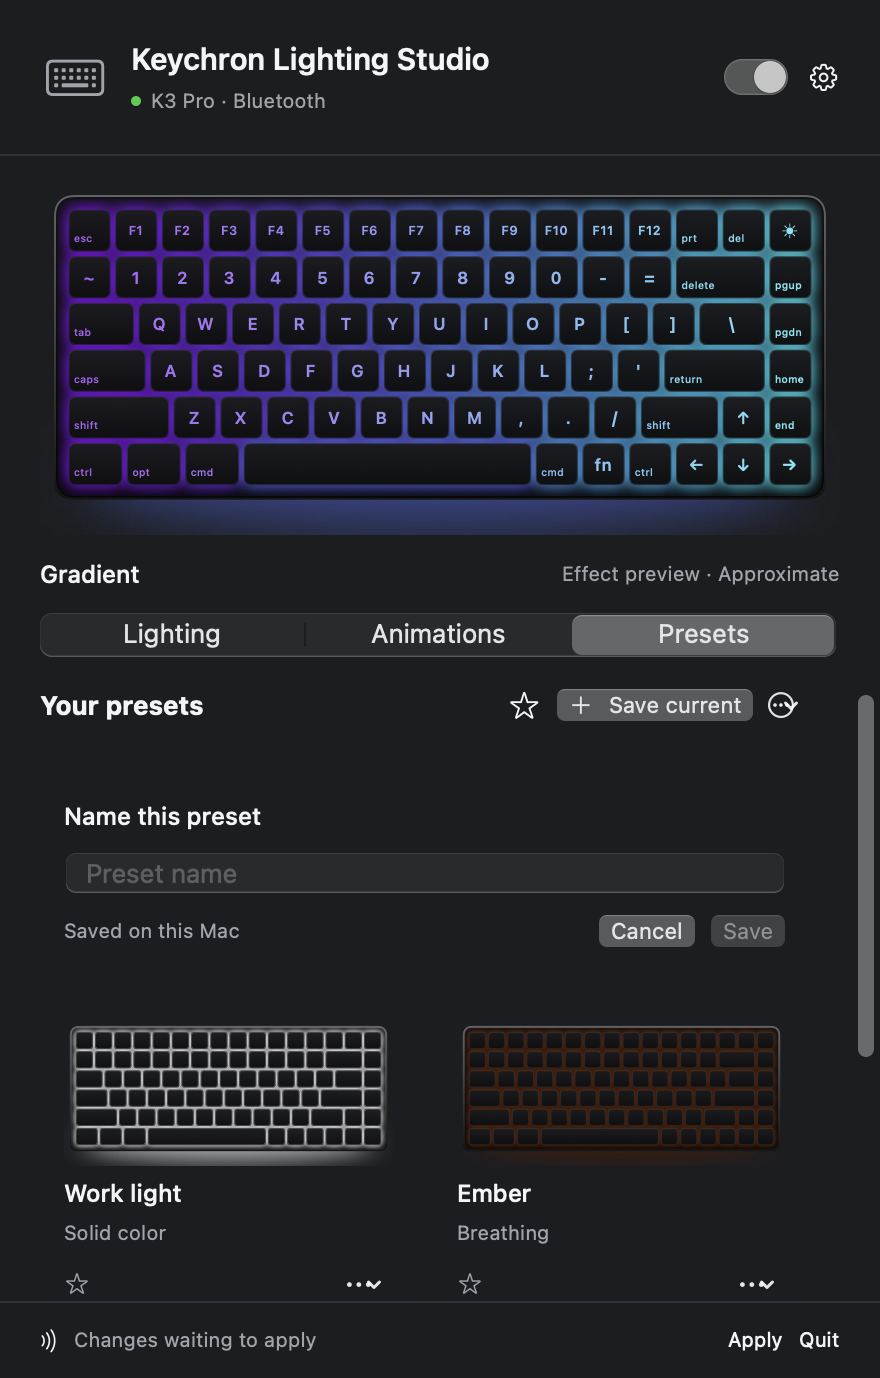 Keychron Lighting Studio
K3 Pro · Bluetooth
esc F1 F2 F3 F4 F5 F6 F7 F8 F9 F10 F11 F12 prt del
~ 1 2 3 4 5 6 7 8 9 0 - = delete pgup
tab Q W E R T Y U I O P [ ] \ pgdn
caps A S D F G H J K L ; ' return home
shift Z X C V B N M , . / shift ↑ end
ctrl opt cmd cmd fn ctrl ← ↓ →
Gradient Effect preview · Approximate
Lighting Animations Presets
Your presets + Save current
Name this preset
Preset name
Saved on this Mac Cancel Save
Work light Ember
Solid color Breathing
Changes waiting to apply Apply Quit